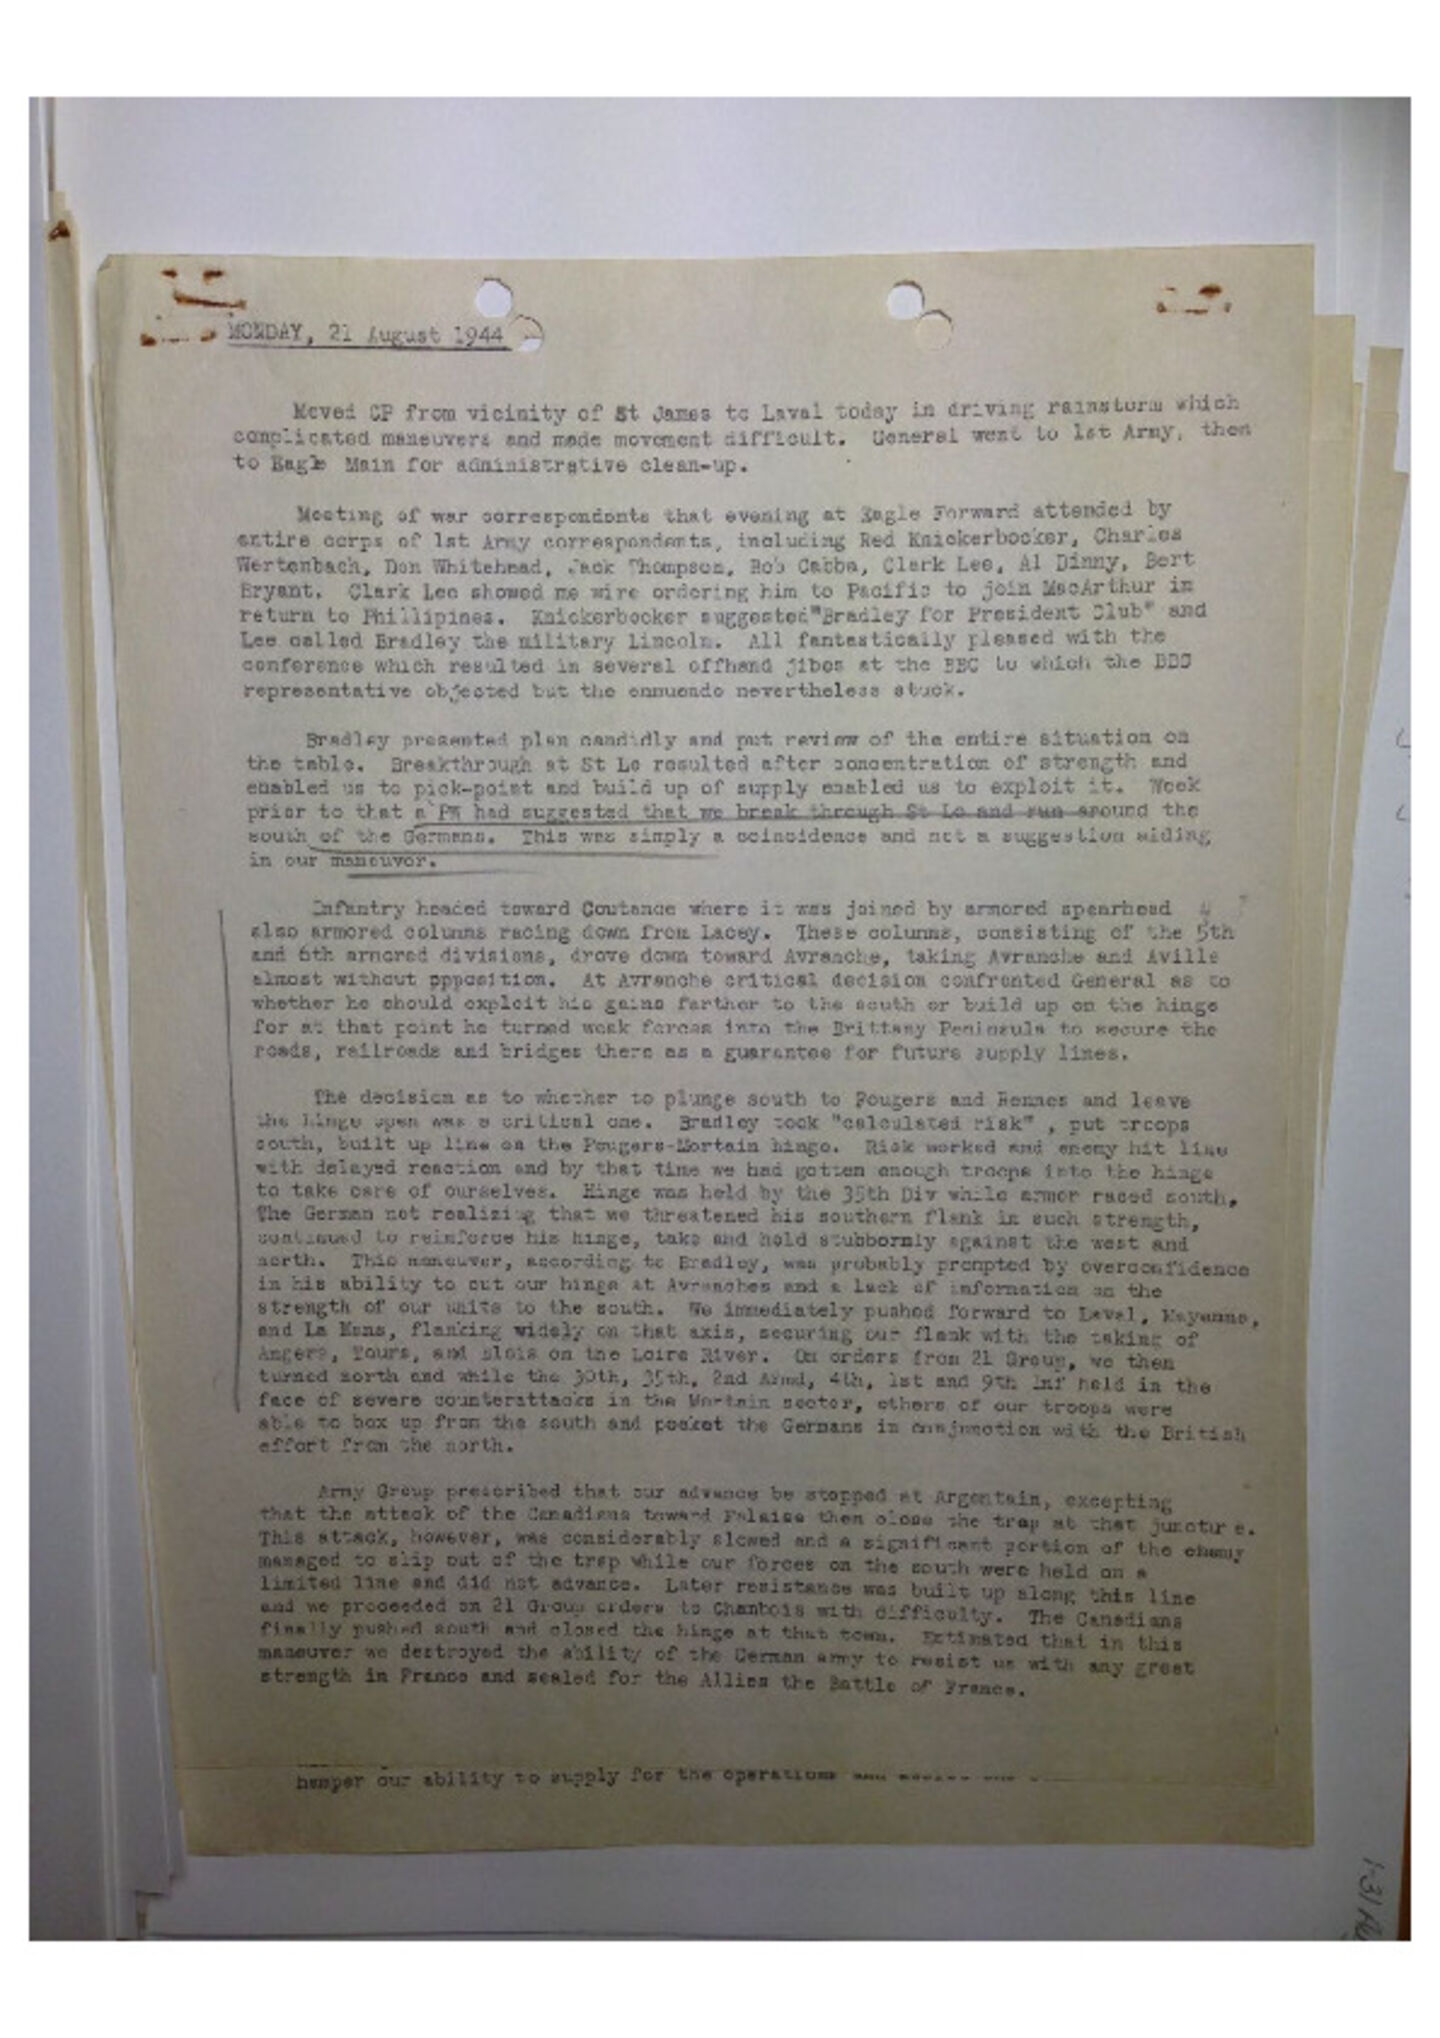 MONDAY, 21 August 1944
Moved CP from vicinity of St James to Laval today in driving rainstorm which
complicated maneuvers and made movement difficult. General went to 1st Army, then
to Eagle Main for administrative clean-up.
Meeting of war correspondents that evening at Eagle Forward attended by
entire corps of 1st Army correspondents, including Red Knickerbocker, Charles
Wertenbach, Don Whitehead, Jack Thompson, Bob Cabba, Clark Lee, Al Dinny, Bert
Bryant. Clark Lee showed me wire ordering him to Pacific to join MacArthur in
return to Phillipines. Knickerbocker suggested "Bradley for President Club" and
Lee called Bradley the military Lincoln. All fantastically pleased with the
conference which resulted in several offhand jibes at the BBC to which the BBC
representative objected but the ennuendo nevertheless stuck.
Bradley presented plan candidly and put review of the entire situation on
the table. Breakthrough at St Lo resulted after concentration of strength and
enabled us to pick-point and build up of supply enabled us to exploit it. Week
prior to that a PW had suggested that we break through St Lo and run around the
south of the Germans. This was simply a coincidence and not a suggestion aiding
in our maneuvor.
Infantry headed toward Coutance where it was joined by armored spearhead
also armored columns racing down from Lacey. These columns, consisting of the 5th
and 6th armored divisions, drove down toward Avranche, taking Avranche and Aville
almost without opposition. At Avranche critical decision confronted General as to
whether he should exploit his gains farther to the south or build up on the hinge
for at that point he turned weak forces into the Brittany Peninsula to secure the
roads, railroads and bridges there as a guarantee for future supply lines.
The decision as to whether to plunge south to Fougers and Rennes and leave
the hinge open was a critical one. Bradley took "calculated risk" , put troops
south, built up line on the Fougers-Mortain hinge. Risk worked and enemy hit line
with delayed reaction and by that time we had gotten enough troops into the hinge
to take care of ourselves. Hinge was held by the 35th Div while armor raced south.
The German not realizing that we threatened his southern flank in such strength,
continued to reinforce his hinge, take and hold stubbornly against the west and
north. This maneuver, according to Bradley, was probably prompted by overconfidence
in his ability to cut our hinge at Avranches and a lack of information on the
strength of our units to the south. We immediately pushed forward to Laval, Mayenne,
and Le Mans, flanking widely on that axis, securing our flank with the taking of
Angers, Tours, and Blois on the Loire River. On orders from 21 Group, we then
turned north and while the 30th, 35th, 2nd Armd, 4th, 1st and 9th Inf held in the
face of severe counterattacks in the Mortain sector, others of our troops were
able to box up from the south and pocket the Germans in conjunction with the British
effort from the north.
Army Group prescribed that our advance be stopped at Argentain, excepting
that the attack of the Canadians toward Falaise then close the trap at that juncture.
This attack, however, was considerably slowed and a significant portion of the enemy
managed to slip out of the trap while our forces on the south were held on a
limited line and did not advance. Later resistance was built up along this line
and we proceeded on 21 Group orders to Chambois with difficulty. The Canadians
finally pushed south and closed the hinge at that town. Estimated that in this
maneuver we destroyed the ability of the German army to resist us with any great
strength in France and sealed for the Allies the Battle of France.
hamper our ability to supply for the operations and
1-31 Au